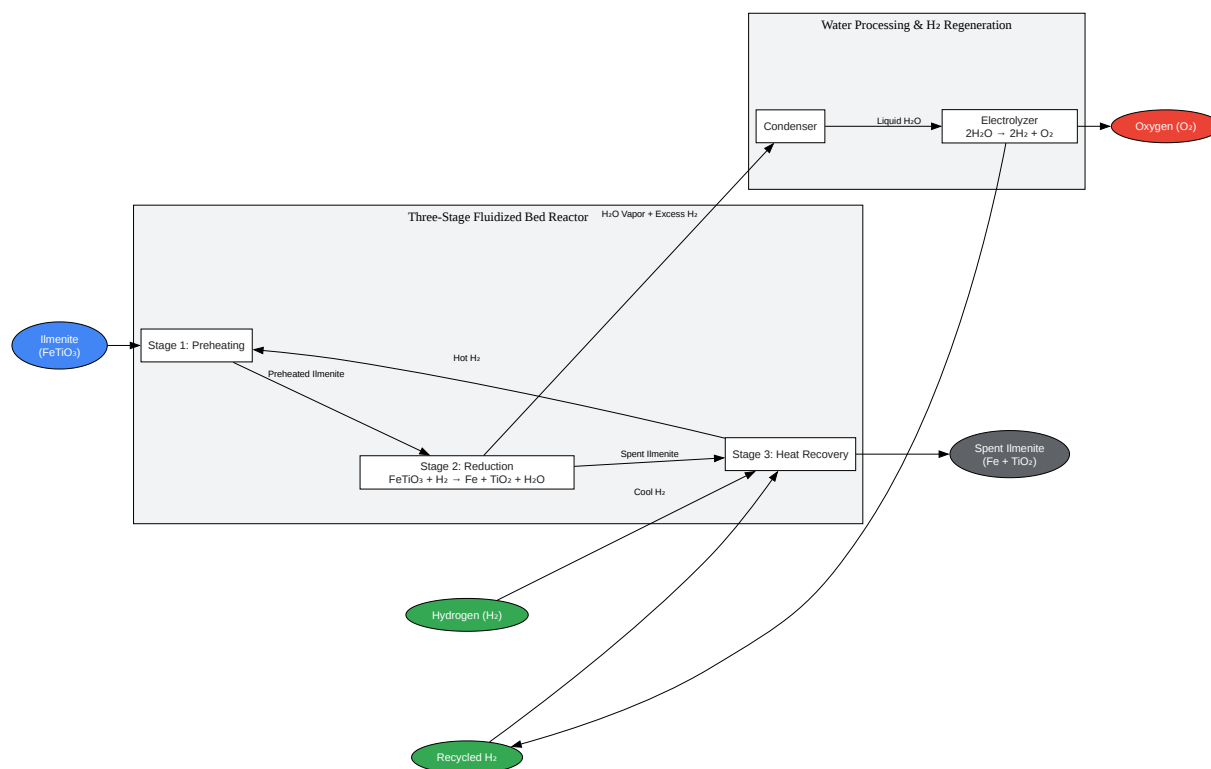 Water Processing & H₂ Regeneration
Condenser
Liquid H₂O
Electrolyzer
2H₂O → 2H₂ + O₂
Oxygen (O₂)
Three-Stage Fluidized Bed Reactor
H₂O Vapor + Excess H₂
Ilmenite
(FeTiO₃)
Stage 1: Preheating
Hot H₂
Preheated Ilmenite
Stage 2: Reduction
FeTiO₃ + H₂ → Fe + TiO₂ + H₂O
Spent Ilmenite
Stage 3: Heat Recovery
Spent Ilmenite
(Fe + TiO₂)
Cool H₂
Hydrogen (H₂)
Recycled H₂